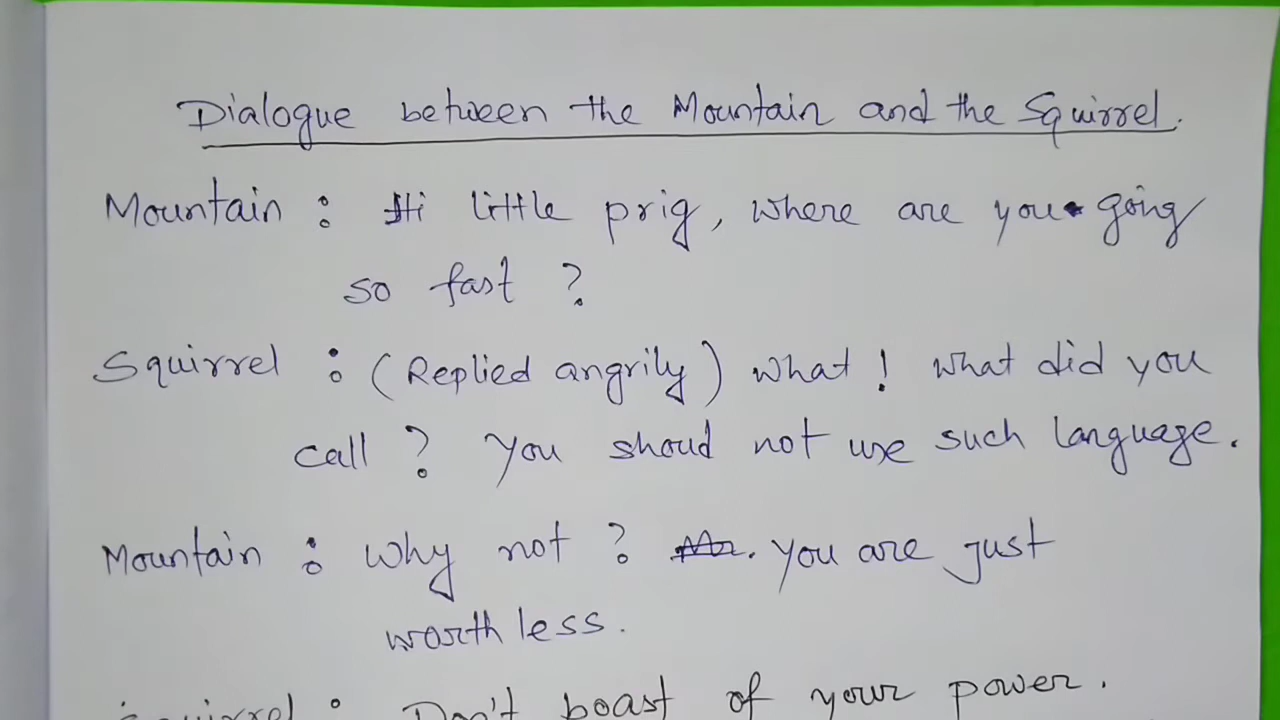 Dialogue between the Mountain and the Squirrel.
Mountain : Hi little prig, where are you going
so fast ?
Squirrel : (Replied angrily) what ! what did you
call ? You shoud not use such language.
Mountain : Why not ? You are just
worthless.
Squirrel : Don't boast of your power.